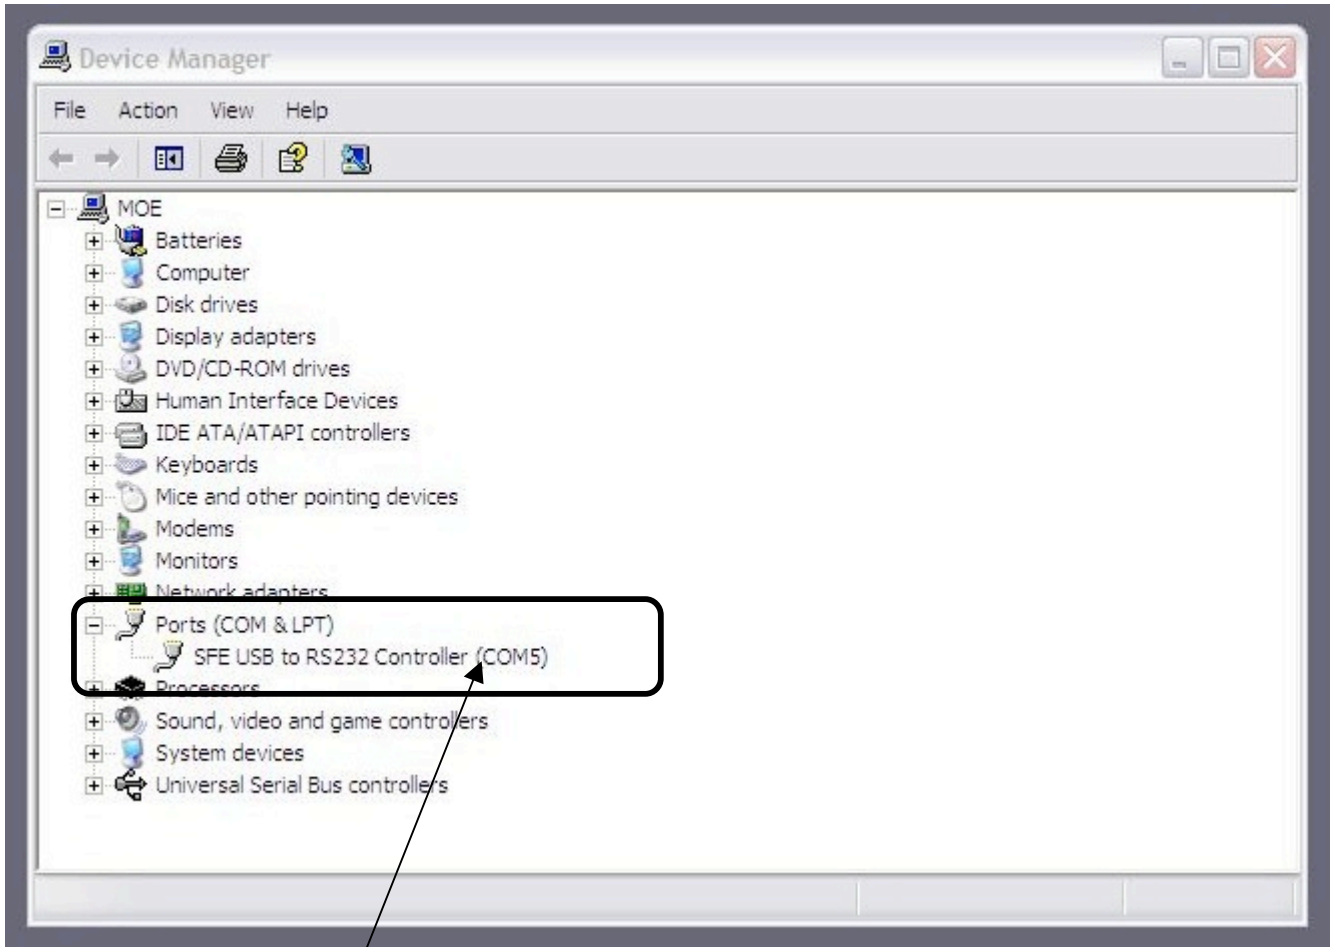 Device Manager
File Action View Help
MOE
Batteries
Computer
Disk drives
Display adapters
DVD/CD-ROM drives
Human Interface Devices
IDE ATA/ATAPI controllers
Keyboards
Mice and other pointing devices
Modems
Monitors
Network adapters
Ports (COM & LPT)
SFE USB to RS232 Controller (COM5)
Processors
Sound, video and game controllers
System devices
Universal Serial Bus controllers